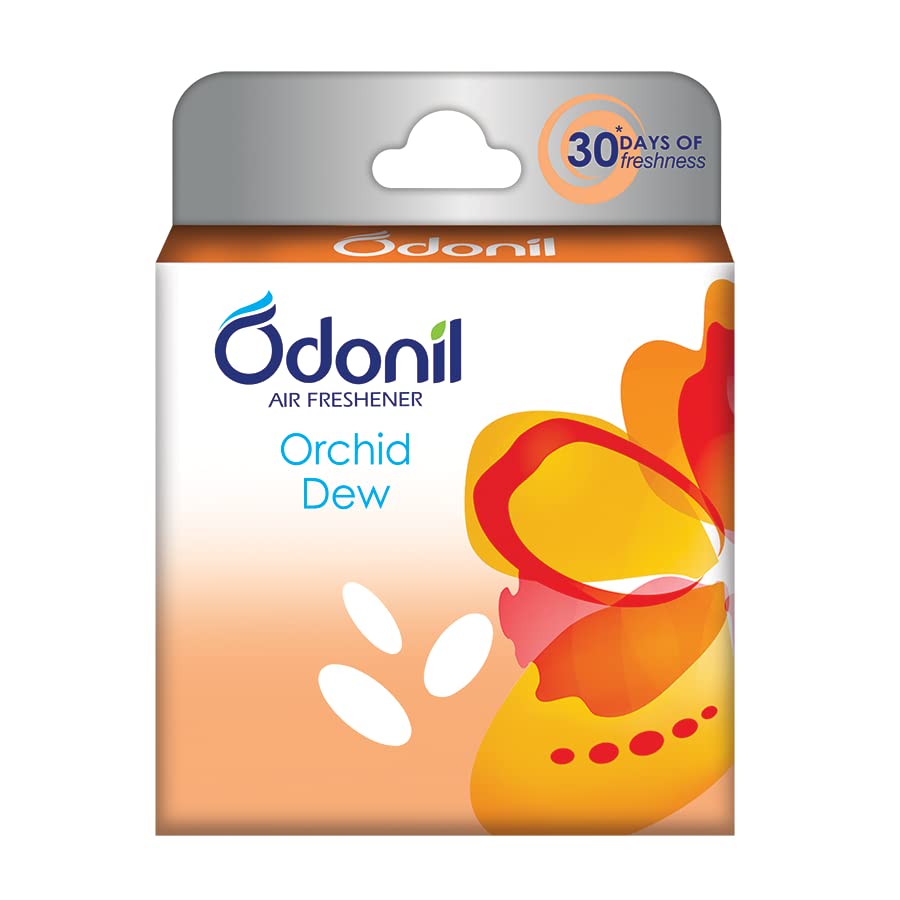 30* DAYS OF
freshness
Odonil
Odonil
AIR FRESHENER
Orchid
Dew